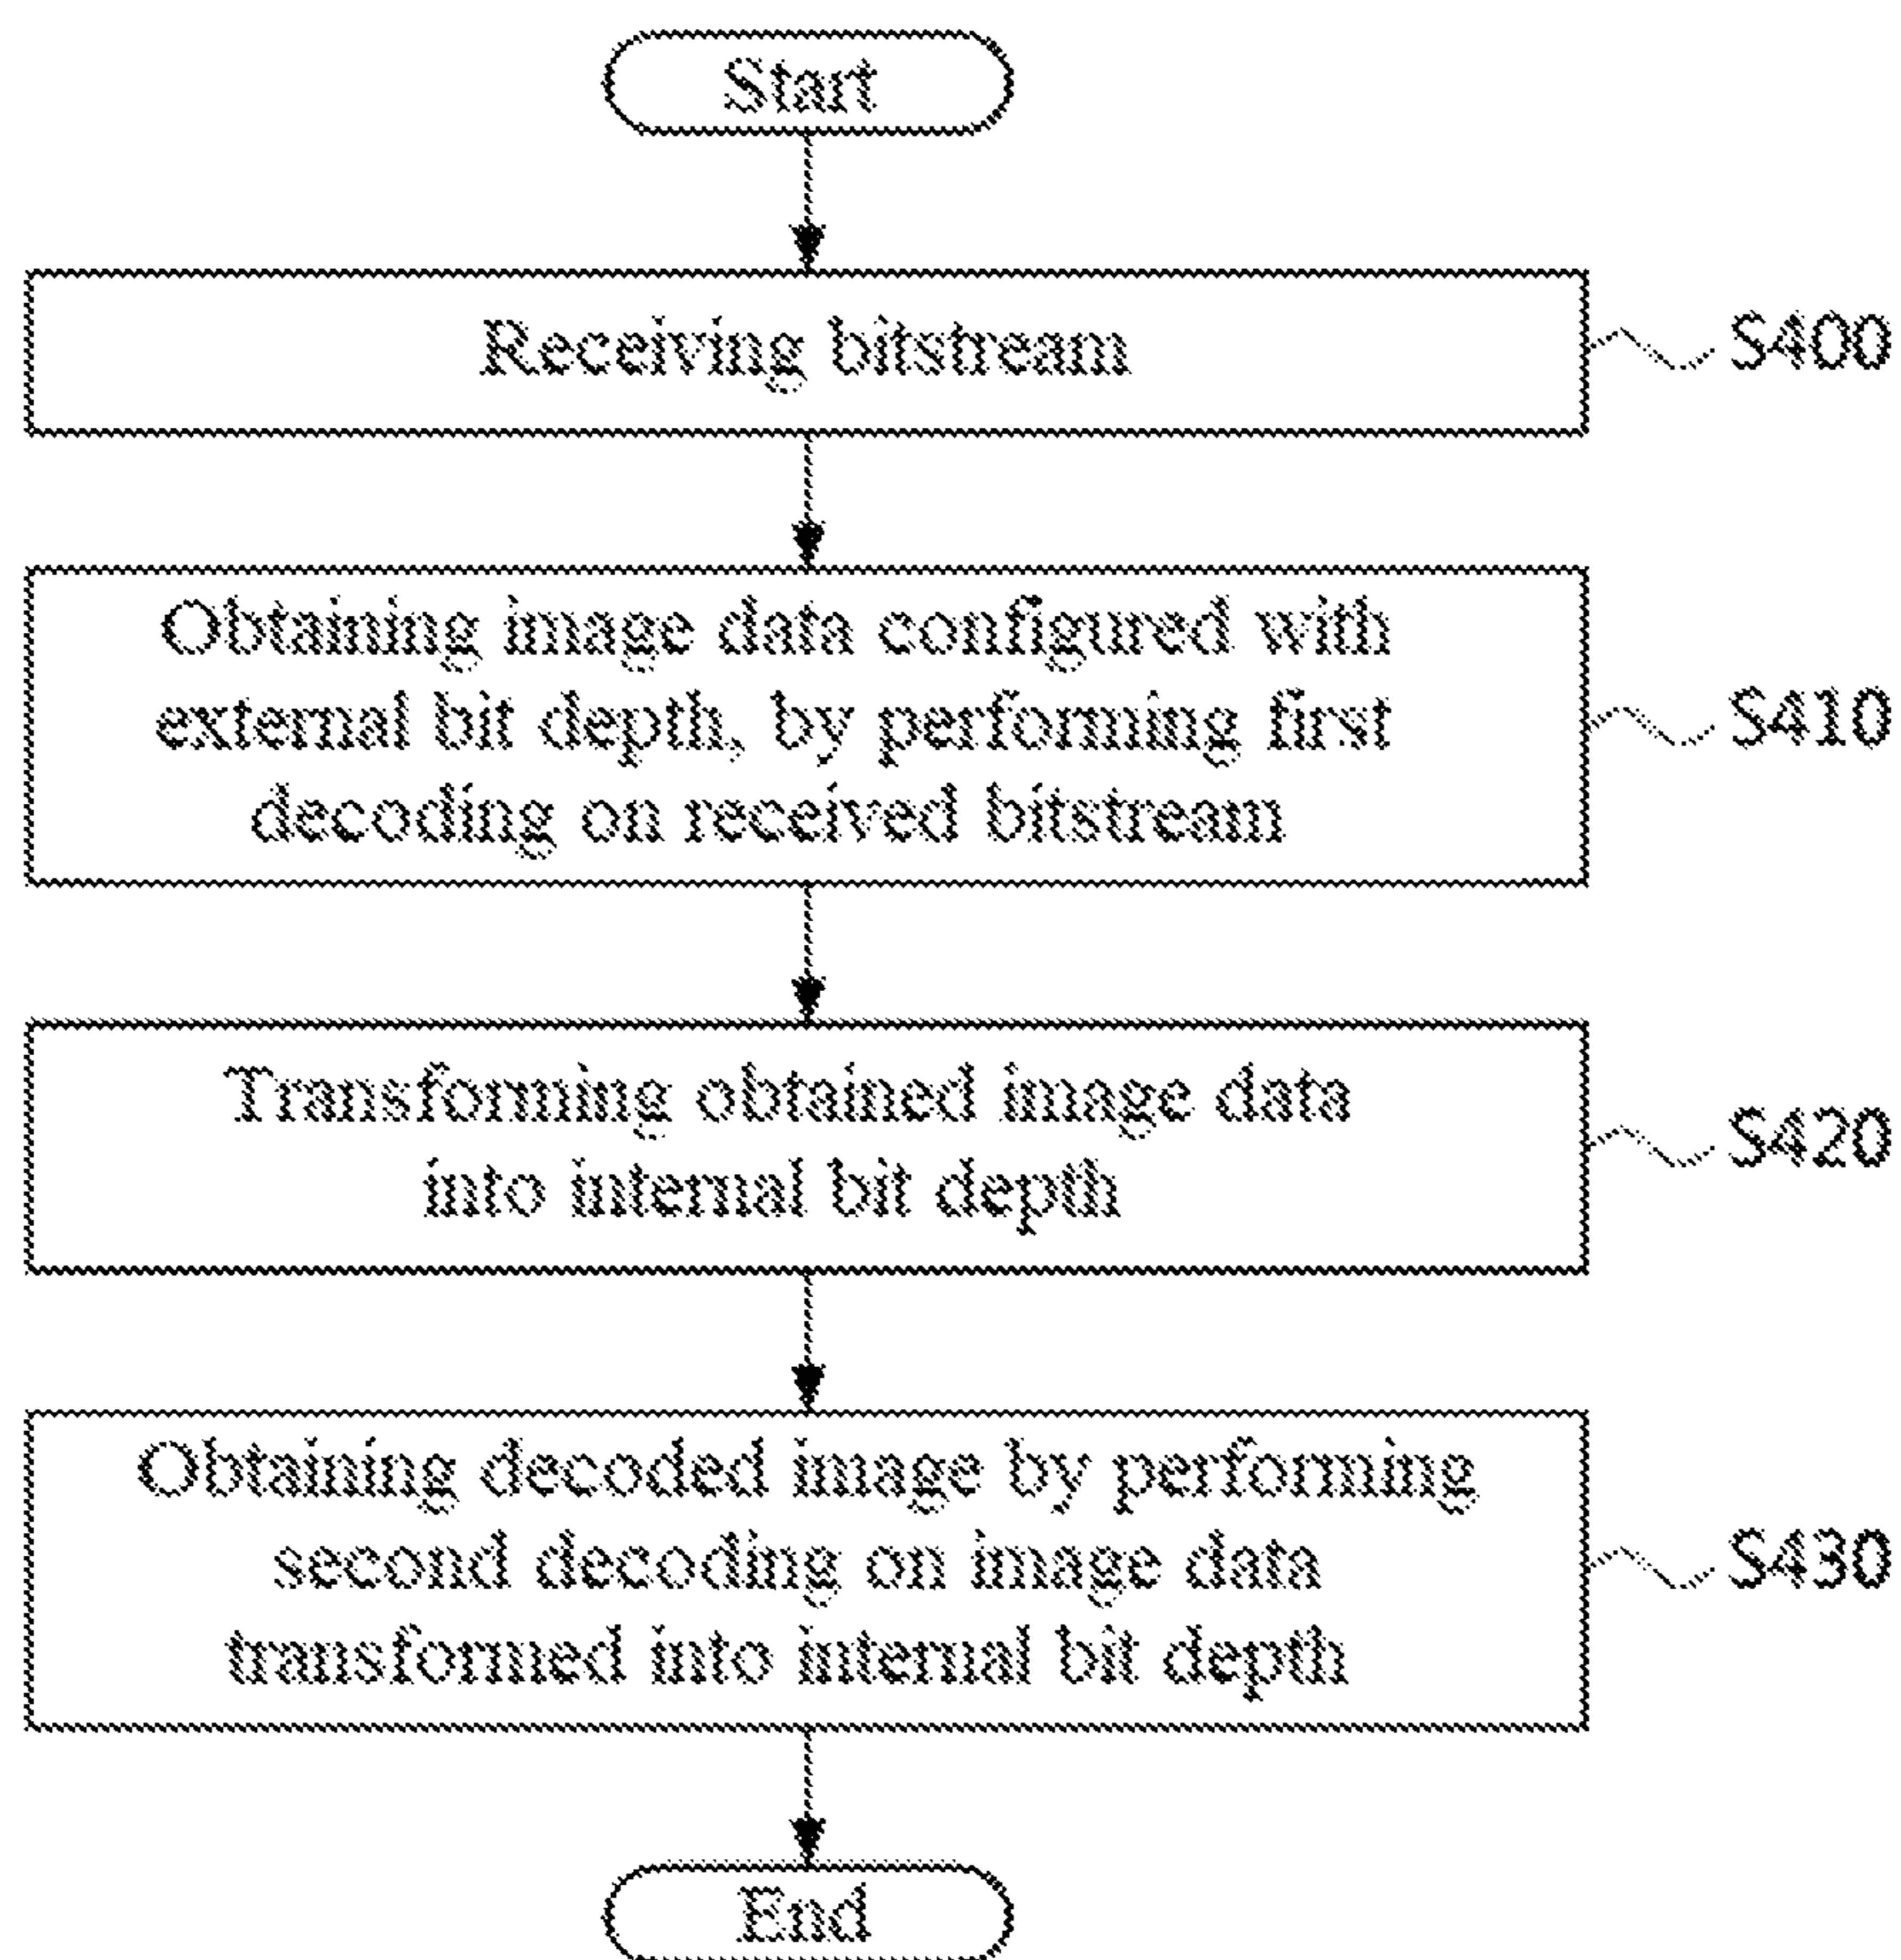 Start
Receiving bitstream
S400
Obtaining image data configured with
external bit depth, by performing first
decoding on received bitstream
S410
Transforming obtained image data
into internal bit depth
S420
Obtaining decoded image by performing
second decoding on image data
transformed into internal bit depth
S430
End